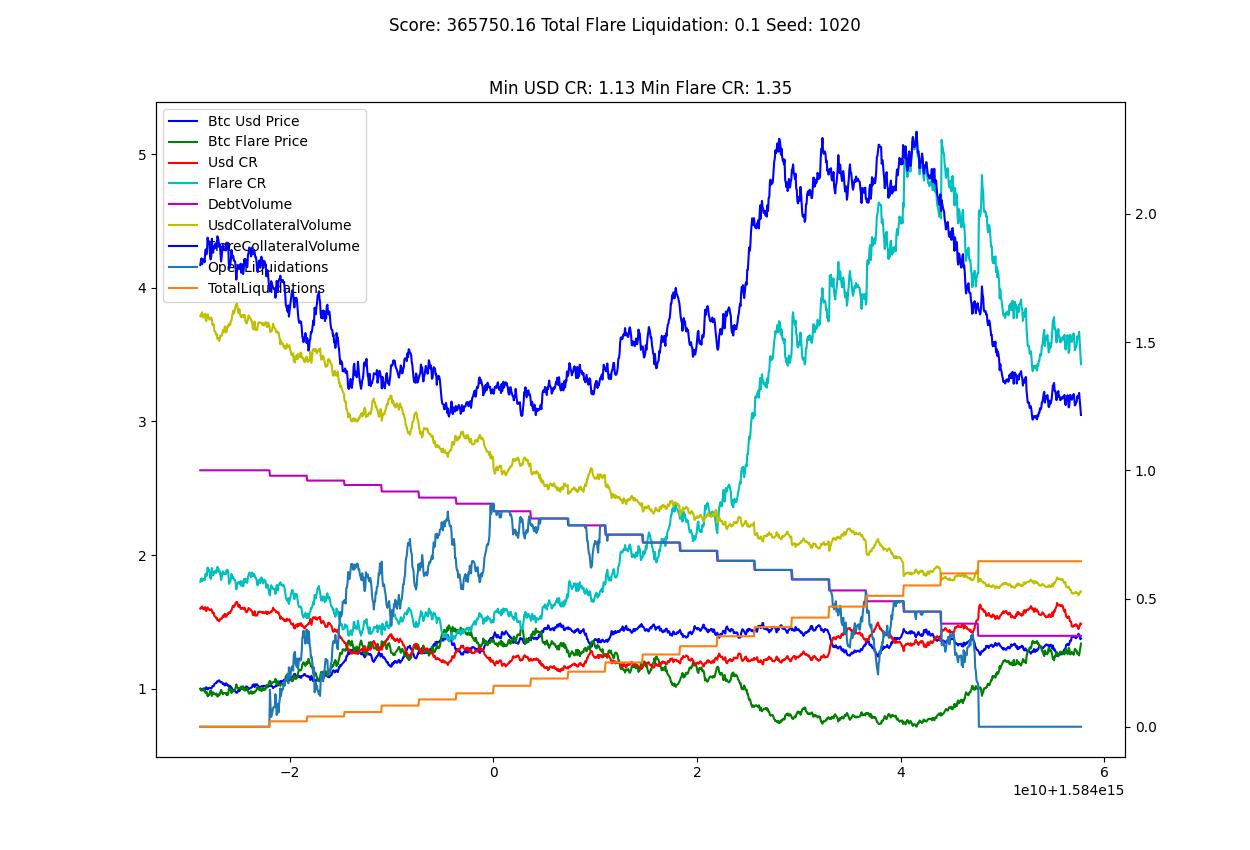 Score: 365750.16 Total Flare Liquidation: 0.1 Seed: 1020
Min USD CR: 1.13 Min Flare CR: 1.35
Btc Usd Price
Btc Flare Price
Usd CR
Flare CR
DebtVolume
UsdCollateralVolume
FlareCollateralVolume
OpenLiquidations
TotalLiquidations
5
4
3
2
1
2.0
1.5
1.0
0.5
0.0
−2
0
2
4
6
1e10+1.584e15